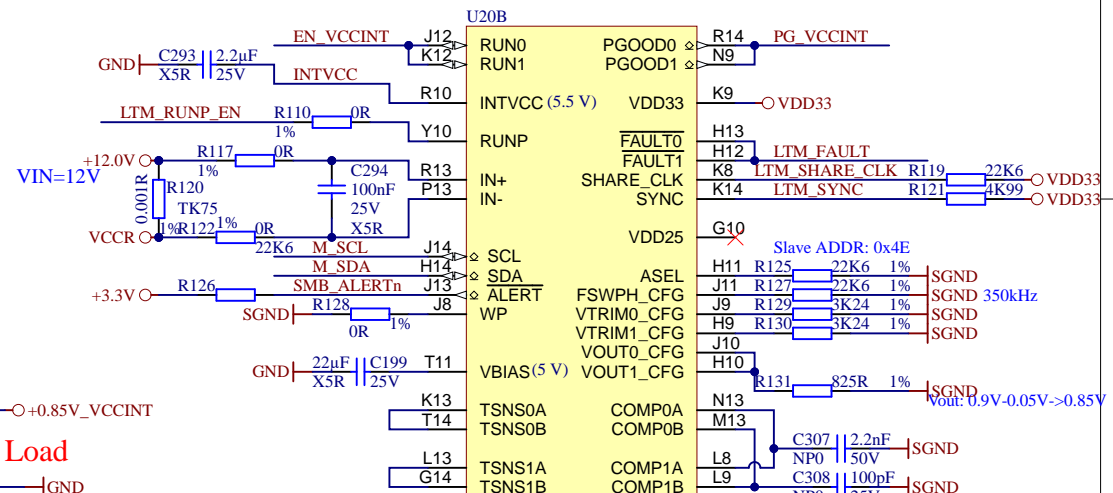 U20B
EN_VCCINT J12 RUN0 PGOOD0 R14 PG_VCCINT
K12 RUN1 PGOOD1 N9
GND C293 2.2µF
X5R 25V
INTVCC R10 INTVCC (5.5 V) VDD33 K9 VDD33
LTM_RUNP_EN R110 0R
1% Y10 RUNP FAULT0 H13
FAULT1 H12 LTM_FAULT
+12.0V R117 0R
1%
VIN=12V
R13 IN+ SHARE_CLK K8 LTM_SHARE_CLK R119 22K6 VDD33
P13 IN- SYNC K14 LTM_SYNC R121 4K99 VDD33
0.001R R120
TK75
1%
C294
100nF
25V
X5R
VCCR R122 1% 0R
VDD25 G10
22K6 M_SCL J14 SCL
Slave ADDR: 0x4E
M_SDA H14 SDA ASEL H11 R125 22K6 1% SGND
+3.3V R126 SMB_ALERTn J13 ALERT FSWPH_CFG J11 R127 22K6 1% SGND 350kHz
SGND R128 0R 1% J8 WP VTRIM0_CFG J9 R129 3K24 1% SGND
VTRIM1_CFG H9 R130 3K24 1% SGND
VOUT0_CFG J10
GND 22µF C199
X5R 25V
T11 VBIAS (5 V) VOUT1_CFG H10
R131 825R 1% SGND
Vout: 0.9V-0.05V->0.85V
+0.85V_VCCINT
K13 TSNS0A COMP0A N13
T14 TSNS0B COMP0B M13
Load
C307 2.2nF SGND
NP0 50V
L13 TSNS1A COMP1A L8
GND
G14 TSNS1B COMP1B L9 C308 100pF SGND
NP0 25V